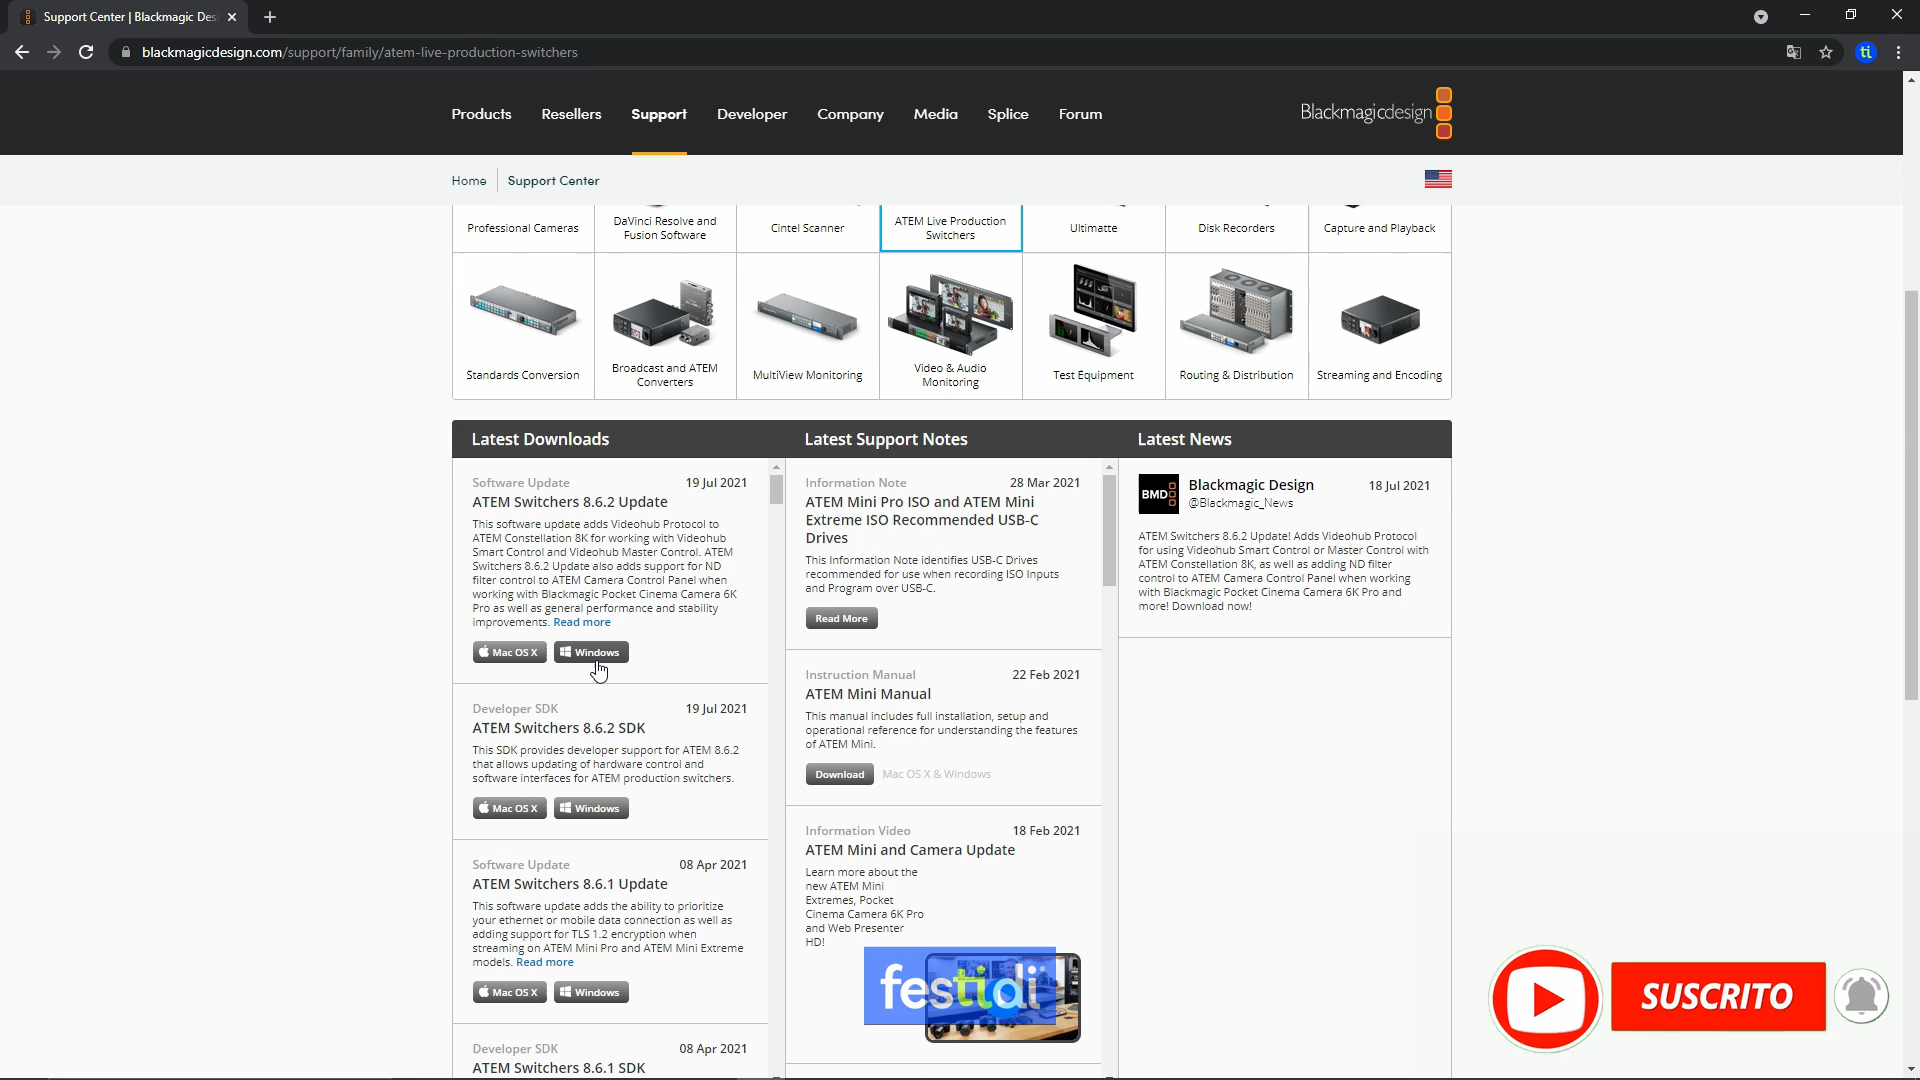 Support Center | Blackmagic Des
blackmagicdesign.com/support/family/atem-live-production-switchers
ti
Products
Resellers
Support
Developer
Company
Media
Splice
Forum
Blackmagicdesign
Home
Support Center
Professional Cameras
DaVinci Resolve and
Fusion Software
Cintel Scanner
ATEM Live Production
Switchers
Ultimatte
Disk Recorders
Capture and Playback
Standards Conversion
Broadcast and ATEM
Converters
MultiView Monitoring
Video & Audio
Monitoring
Test Equipment
Routing & Distribution
Streaming and Encoding
Latest Downloads
Software Update
19 Jul 2021
ATEM Switchers 8.6.2 Update
This software update adds Videohub Protocol to
ATEM Constellation 8K for working with Videohub
Smart Control and Videohub Master Control. ATEM
Switchers 8.6.2 Update also adds support for ND
filter control to ATEM Camera Control Panel when
working with Blackmagic Pocket Cinema Camera 6K
Pro as well as general performance and stability
improvements. Read more
Mac OS X
Windows
Developer SDK
19 Jul 2021
ATEM Switchers 8.6.2 SDK
This SDK provides developer support for ATEM 8.6.2
that allows updating of hardware control and
software interfaces for ATEM production switchers.
Mac OS X
Windows
Software Update
08 Apr 2021
ATEM Switchers 8.6.1 Update
This software update adds the ability to prioritize
your ethernet or mobile data connection as well as
adding support for TLS 1.2 encryption when
streaming on ATEM Mini Pro and ATEM Mini Extreme
models. Read more
Mac OS X
Windows
Developer SDK
08 Apr 2021
ATEM Switchers 8.6.1 SDK
Latest Support Notes
Information Note
28 Mar 2021
ATEM Mini Pro ISO and ATEM Mini
Extreme ISO Recommended USB-C
Drives
This Information Note identifies USB-C Drives
recommended for use when recording ISO Inputs
and Program over USB-C.
Read More
Instruction Manual
22 Feb 2021
ATEM Mini Manual
This manual includes full installation, setup and
operational reference for understanding the features
of ATEM Mini.
Download
Mac OS X & Windows
Information Video
18 Feb 2021
ATEM Mini and Camera Update
Learn more about the
new ATEM Mini
Extremes, Pocket
Cinema Camera 6K Pro
and Web Presenter
HD!
festidi
Latest News
BMD
Blackmagic Design
18 Jul 2021
@Blackmagic_News
ATEM Switchers 8.6.2 Update! Adds Videohub Protocol
for using Videohub Smart Control or Master Control with
ATEM Constellation 8K, as well as adding ND filter
control to ATEM Camera Control Panel when working
with Blackmagic Pocket Cinema Camera 6K Pro and
more! Download now!
SUSCRITO